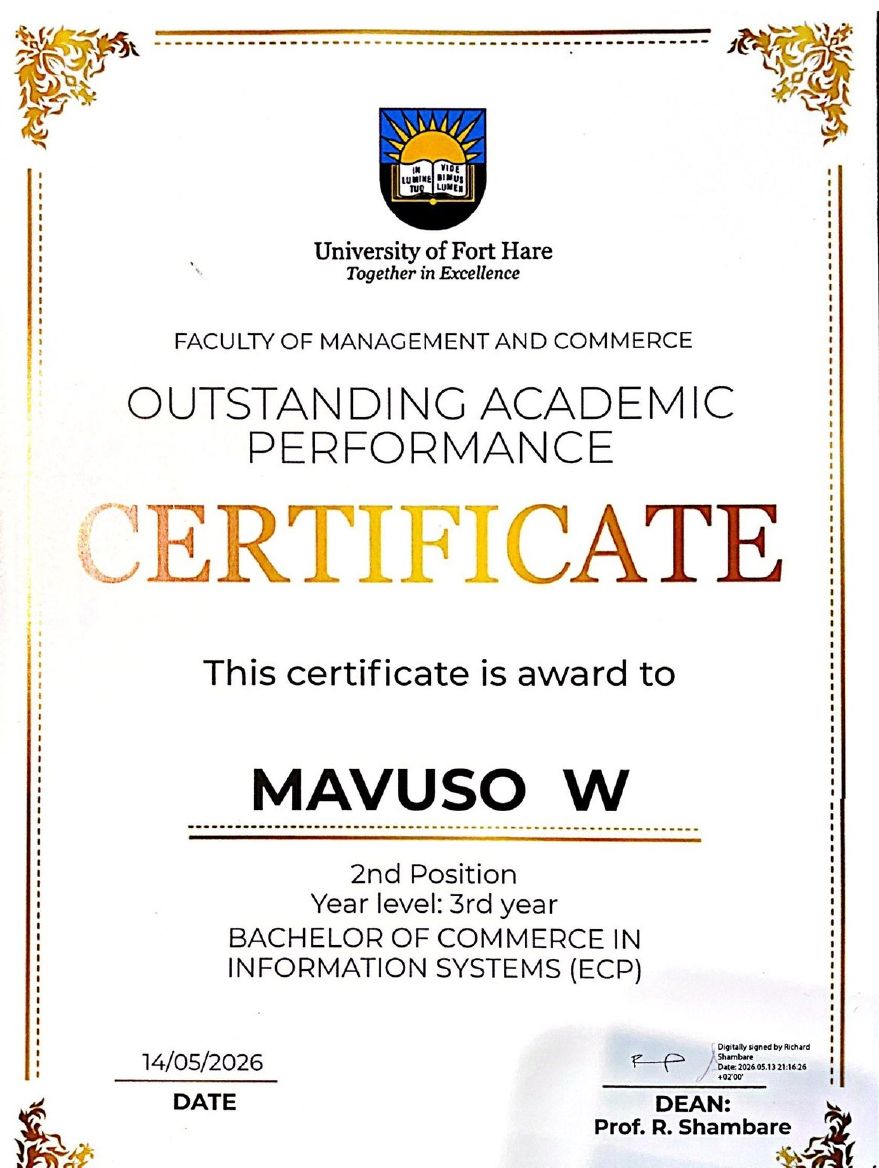 IN
LUMINE
TUO
VIDE
BIMUS
LUMEN
University of Fort Hare
Together in Excellence
FACULTY OF MANAGEMENT AND COMMERCE
OUTSTANDING ACADEMIC
PERFORMANCE
CERTIFICATE
This certificate is award to
MAVUSO W
2nd Position
Year level: 3rd year
BACHELOR OF COMMERCE IN
INFORMATION SYSTEMS (ECP)
14/05/2026
DATE
Digitally signed by Richard
Shambare
Date: 2026.05.13 21:16:26
+02'00'
DEAN:
Prof. R. Shambare